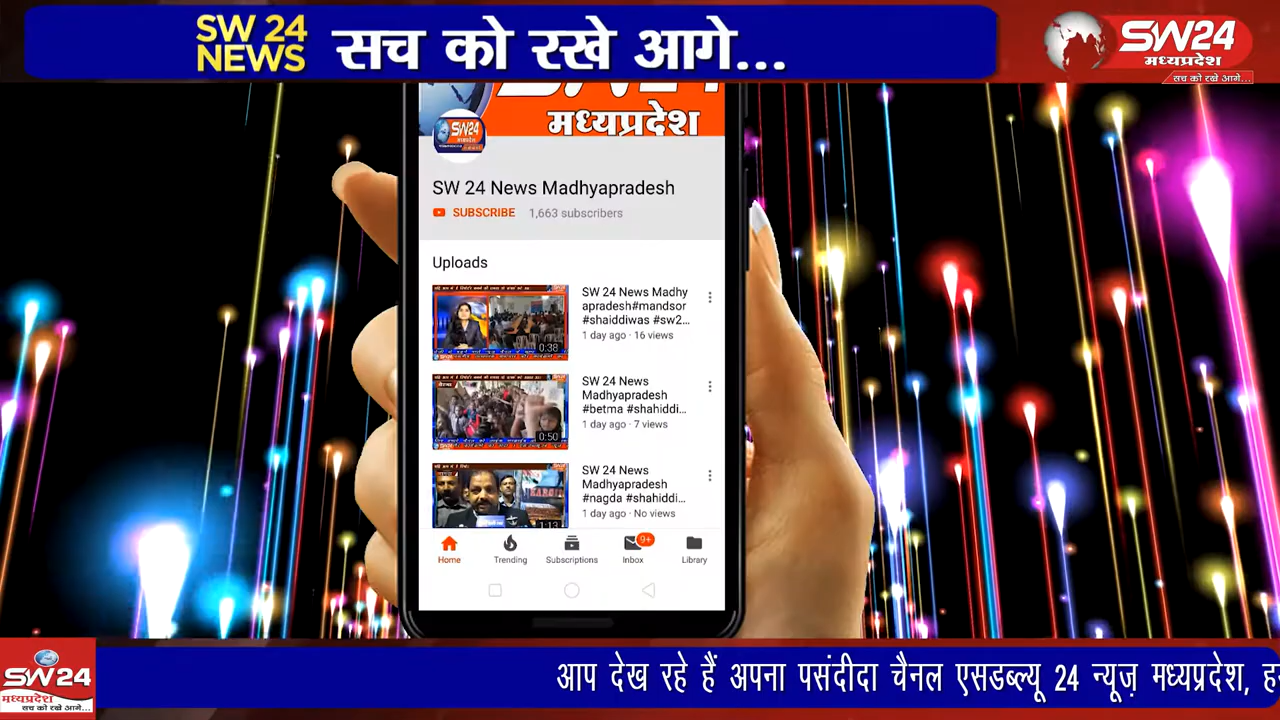 SW 24
NEWS
सच को रखे आगे...
SW24
मध्यप्रदेश
सच को रखे आगे...
मध्यप्रदेश
SW24
SW 24 News Madhyapradesh
SUBSCRIBE 1,663 subscribers
Uploads
SW 24 News Madhy
apradesh#mandsor
#shaiddiwas #sw2...
1 day ago · 16 views
0:38
SW 24 News
Madhyapradesh
#betma #shahiddi...
1 day ago · 7 views
0:50
SW 24 News
Madhyapradesh
#nagda #shahiddi...
1 day ago · No views
1:13
9+
Home Trending Subscriptions Inbox Library
SW24
मध्यप्रदेश
सच को रखे आगे...
आप देख रहे हैं अपना पसंदीदा चैनल एसडब्ल्यू 24 न्यूज़ मध्यप्रदेश,